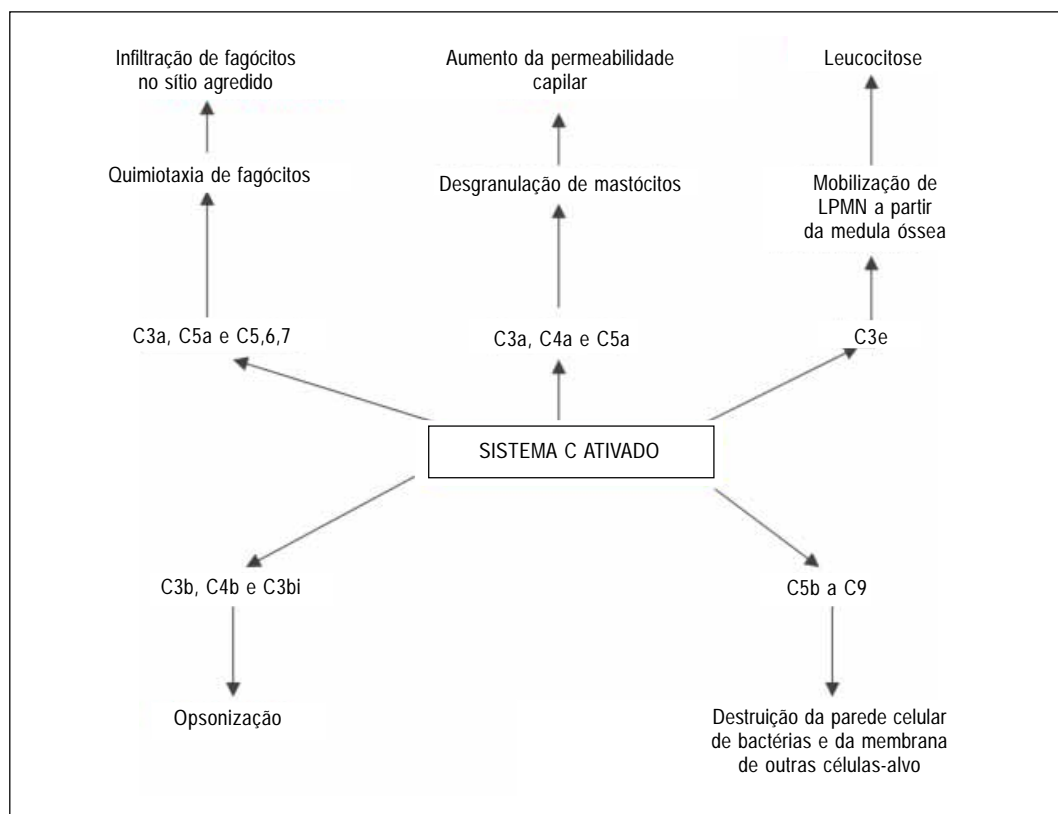 Infiltração de fagócitos
no sítio agredido
Aumento da permeabilidade
capilar
Leucocitose
Quimiotaxia de fagócitos
Desgranulação de mastócitos
Mobilização de
LPMN a partir
da medula óssea
C3a, C5a e C5,6,7
C3a, C4a e C5a
C3e
SISTEMA C ATIVADO
C3b, C4b e C3bi
C5b a C9
Opsonização
Destruição da parede celular
de bactérias e da membrana
de outras células-alvo